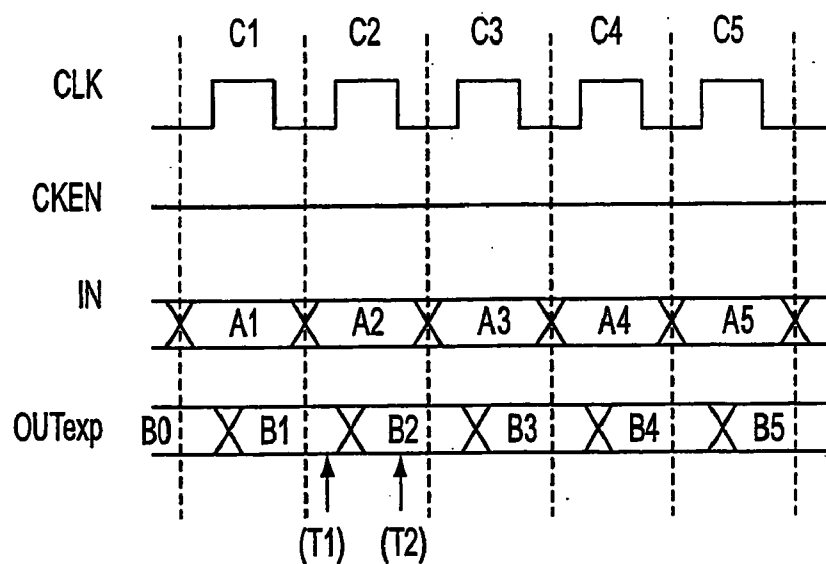 C1 C2 C3 C4 C5
CLK
CKEN
IN
A1 A2 A3 A4 A5
OUTexp
B0 B1 B2 B3 B4 B5
(T1) (T2)